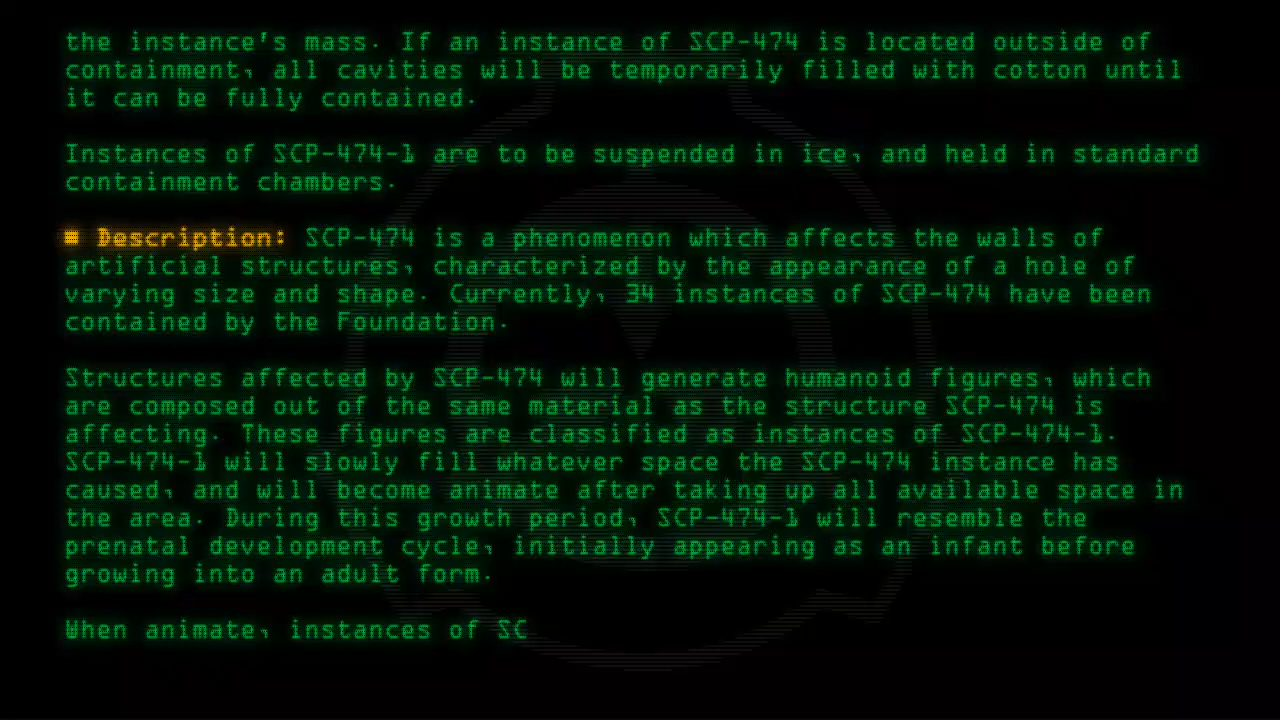 the instance's mass. If an instance of SCP-474 is located outside of
containment, all cavities will be temporarily filled with cotton until
it can be fully contained.
Instances of SCP-474-1 are to be suspended in ice, and held in standard
containment chambers.
■ Description: SCP-474 is a phenomenon which affects the walls of
artificial structures, characterized by the appearance of a hole of
varying size and shape. Currently, 34 instances of SCP-474 have been
contained by the Foundation.
Structures affected by SCP-474 will generate humanoid figures, which
are composed out of the same material as the structure SCP-474 is
affecting. These figures are classified as instances of SCP-474-1.
SCP-474-1 will slowly fill whatever space the SCP-474 instance has
caused, and will become animate after taking up all available space in
the area. During this growth period, SCP-474-1 will resemble the
prenatal development cycle, initially appearing as an infant before
growing into an adult form.
When animate, instances of SC